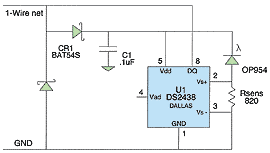 1-Wire net
λ
CR1
BAT54S
C1
.1uF
5
8
Vdd
DQ
OP954
2
Vs+
4
Vad
U1
DS2438
DALLAS
Rsens
820
Vs-
3
GND
1
GND